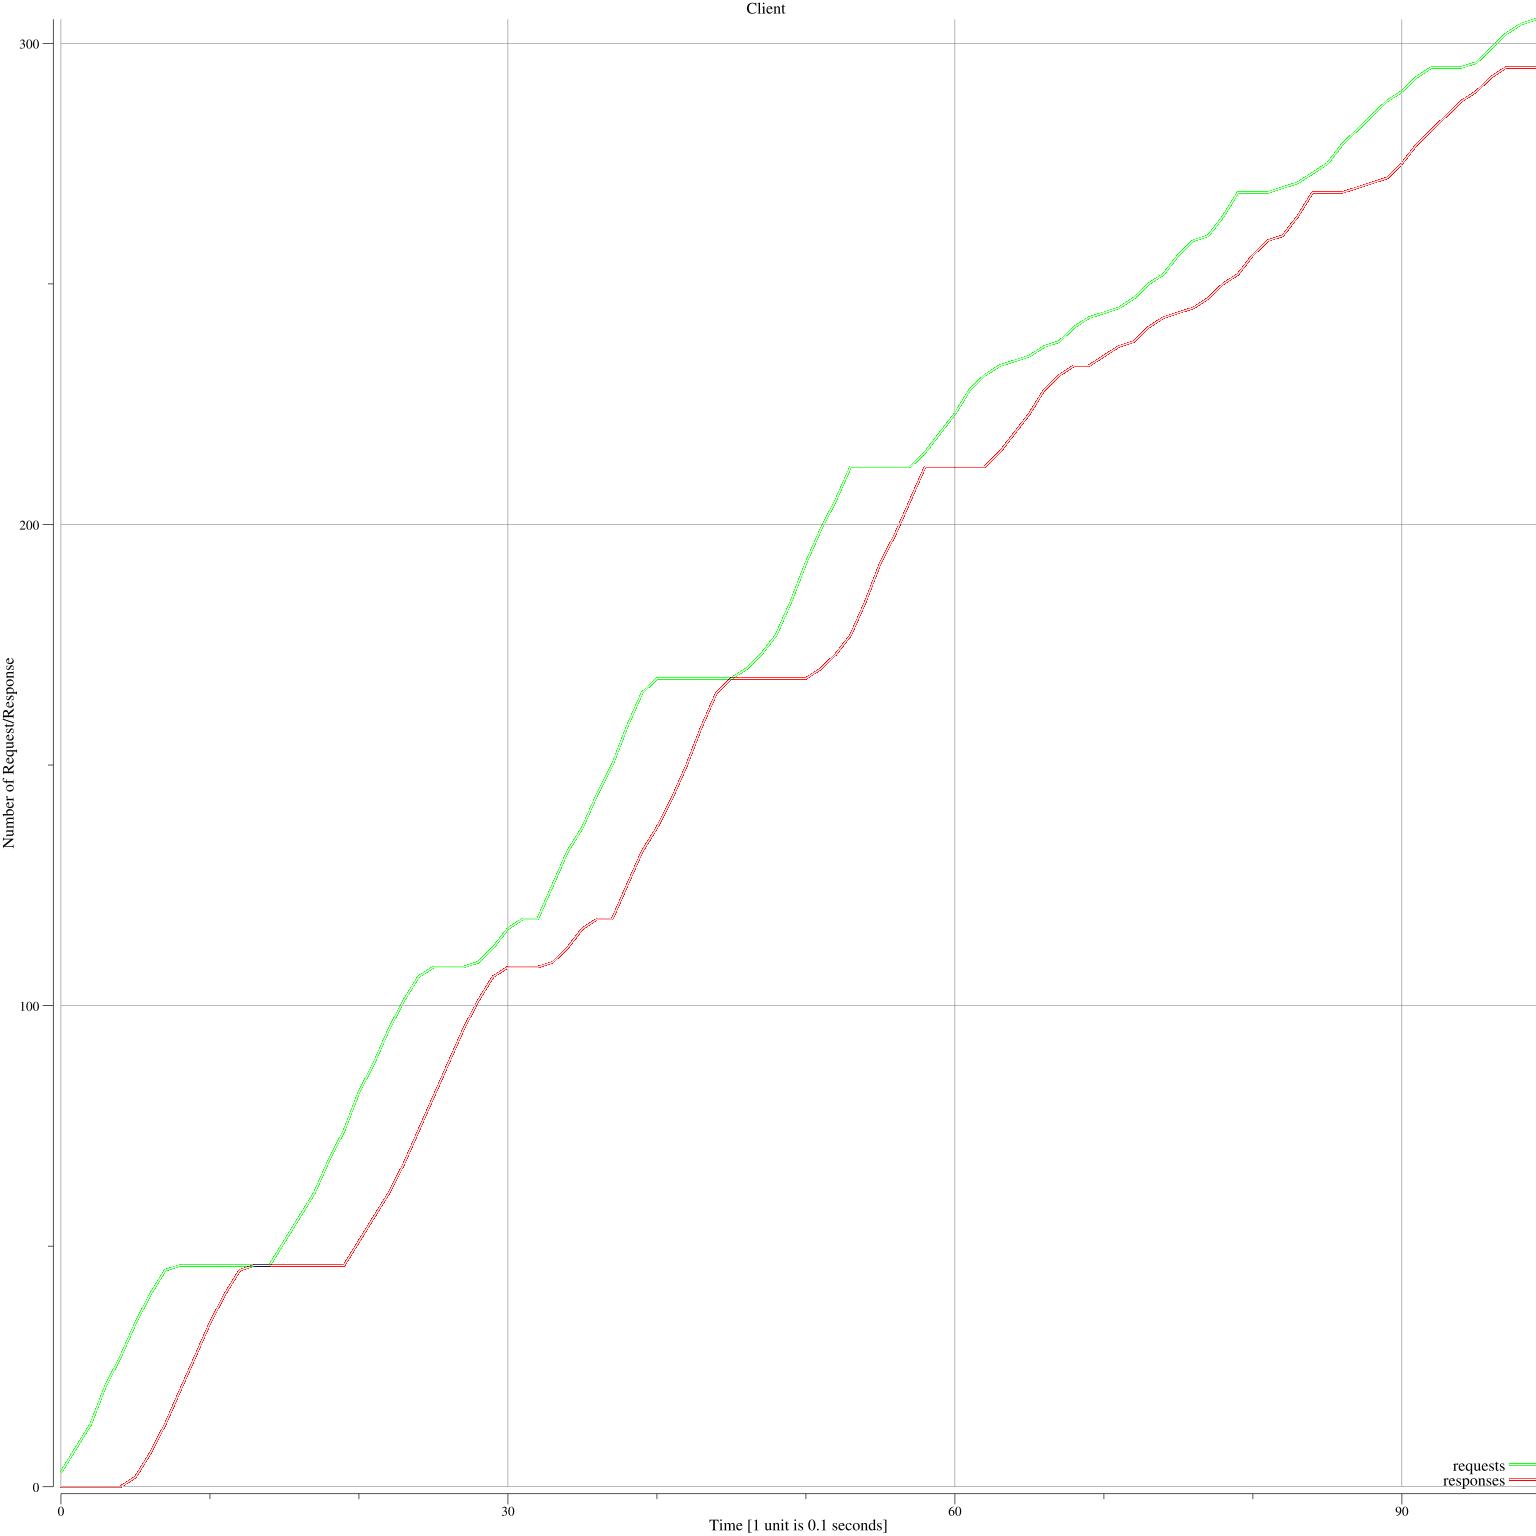 Client
300
200
100
0
Number of Request/Response
0
30
60
90
Time [1 unit is 0.1 seconds]
requests
responses